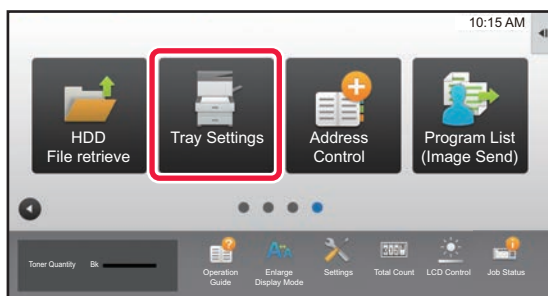 10:15 AM
HDD
File retrieve
Tray Settings
Address
Control
Program List
(Image Send)
Toner Quantity Bk
Operation
Guide
Enlarge
Display Mode
Settings
Total Count
LCD Control
Job Status